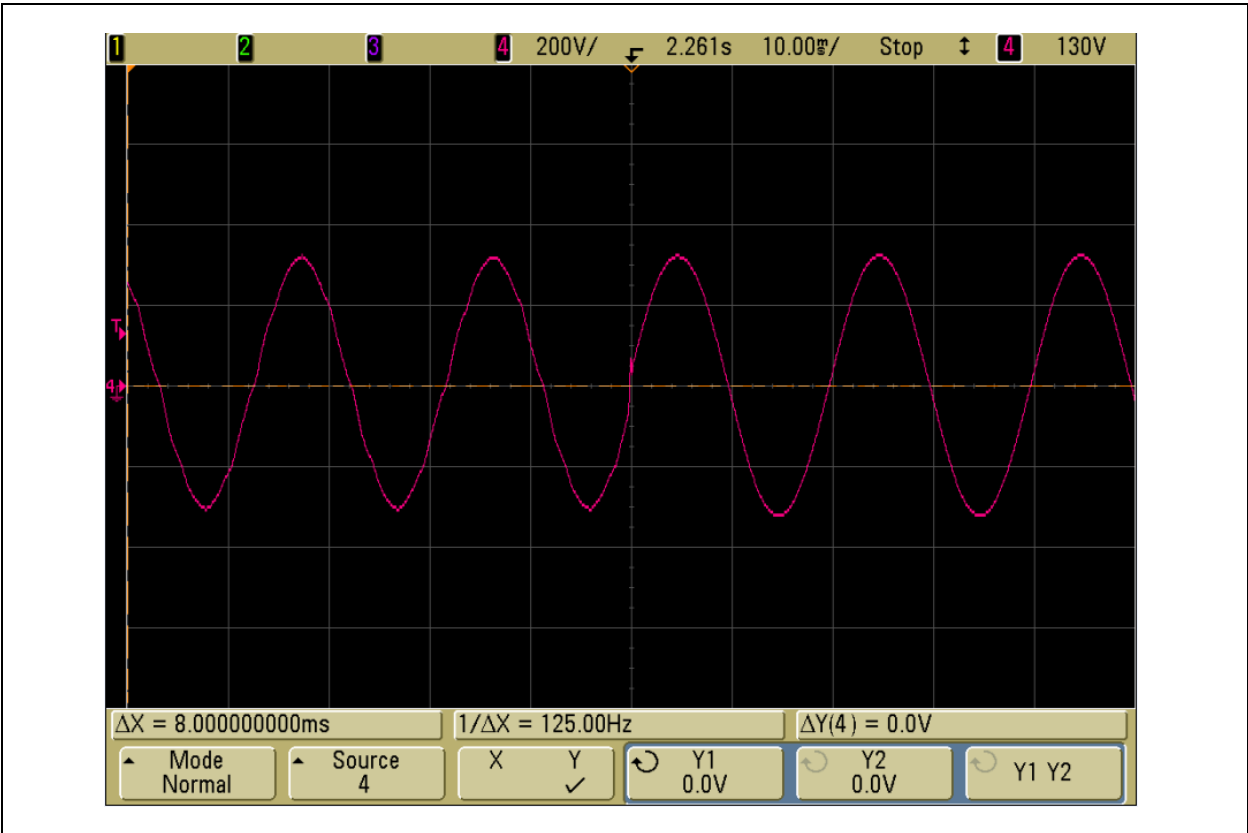 1 2 3 4 200V/ 2.261s 10.00ms/ Stop 4 130V
T
4
ΔX = 8.000000000ms 1/ΔX = 125.00Hz ΔY(4) = 0.0V
Mode Source X Y Y1 Y2 Y1 Y2
Normal 4 ✓ 0.0V 0.0V